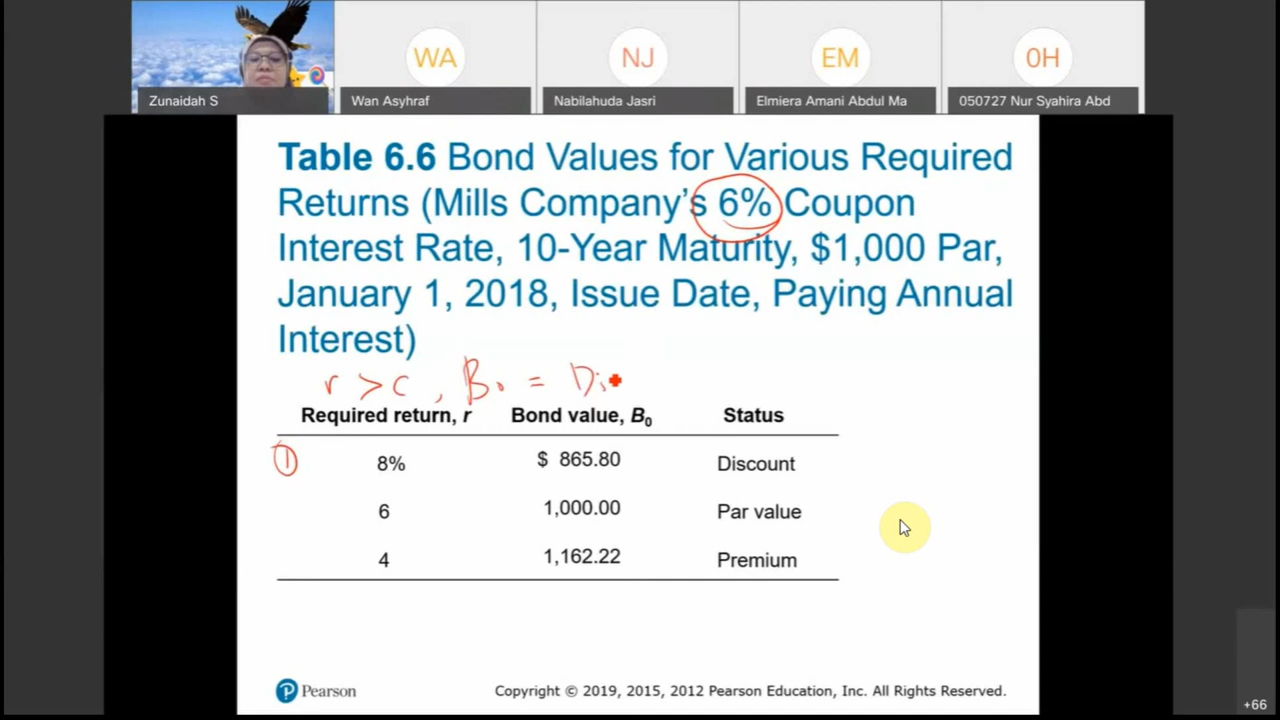 WA
NJ
EM
0H
Zunaidah S
Wan Asyhraf
Nabilahuda Jasri
Elmiera Amani Abdul Ma
050727 Nur Syahira Abd
Table 6.6 Bond Values for Various Required
Returns (Mills Company’s 6% Coupon
Interest Rate, 10-Year Maturity, $1,000 Par,
January 1, 2018, Issue Date, Paying Annual
Interest)
r > c , B0 = Di
Required return, r Bond value, B0 Status
① 8% $ 865.80 Discount
6 1,000.00 Par value
4 1,162.22 Premium
P Pearson
Copyright © 2019, 2015, 2012 Pearson Education, Inc. All Rights Reserved.
+66